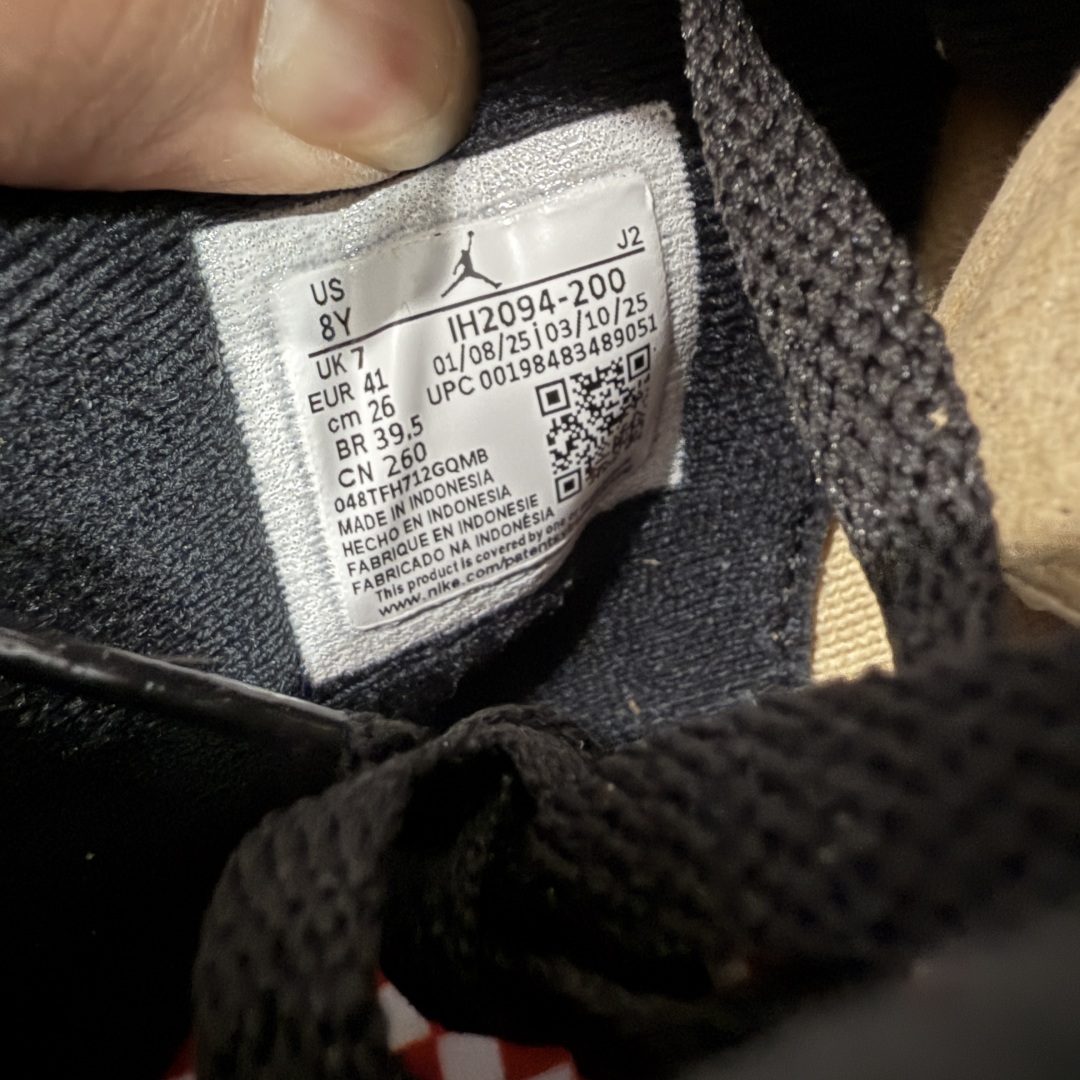 US
8Y
J2
IH2094-200
01/08/25|03/10/25
UPC 00198483489051
UK 7
EUR 41
cm 26
BR 39.5
CN 260
048TFH712GQMB
MADE IN INDONESIA
HECHO EN INDONESIA
FABRIQUE EN INDONESIE
FABRICADO NA INDONÉSIA
This product is covered by one
www.nike.com/patents